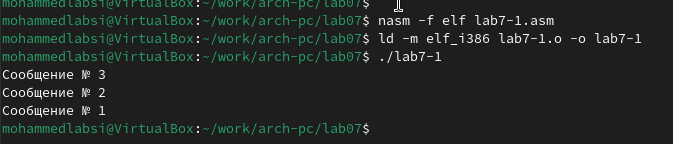 mohammedlabsi@VirtualBox:~/work/arch-pc/lab07$
mohammedlabsi@VirtualBox:~/work/arch-pc/lab07$ nasm -f elf lab7-1.asm
mohammedlabsi@VirtualBox:~/work/arch-pc/lab07$ ld -m elf_i386 lab7-1.o -o lab7-1
mohammedlabsi@VirtualBox:~/work/arch-pc/lab07$ ./lab7-1
Сообщение № 3
Сообщение № 2
Сообщение № 1
mohammedlabsi@VirtualBox:~/work/arch-pc/lab07$